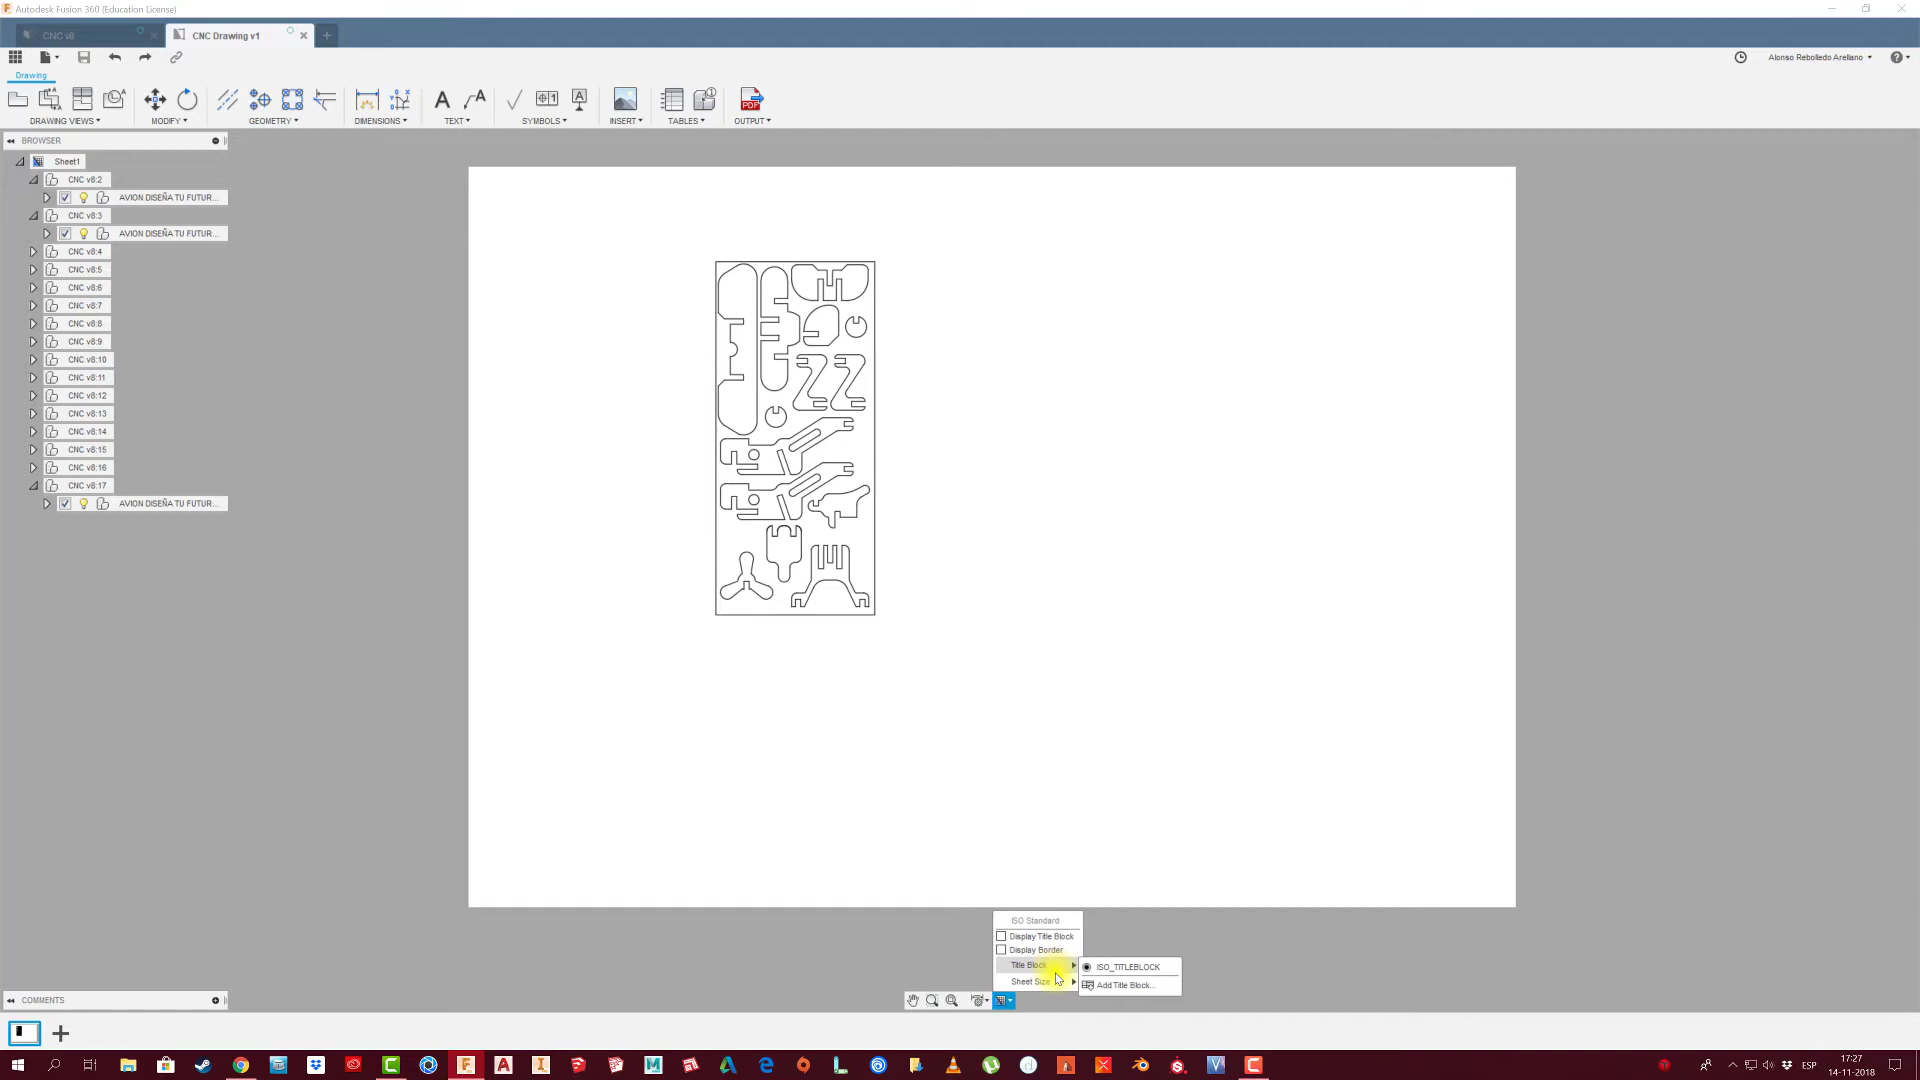 Autodesk Fusion 360 (Education License)
CNC v8
CNC Drawing v1
Alonso Rebolledo Arellano
Drawing
DRAWING VIEWS
MODIFY
GEOMETRY
DIMENSIONS
TEXT
SYMBOLS
INSERT
TABLES
OUTPUT
BROWSER
Sheet1
CNC v8:2
AVION DISEÑA TU FUTUR...
CNC v8:3
AVION DISEÑA TU FUTUR...
CNC v8:4
CNC v8:5
CNC v8:6
CNC v8:7
CNC v8:8
CNC v8:9
CNC v8:10
CNC v8:11
CNC v8:12
CNC v8:13
CNC v8:14
CNC v8:15
CNC v8:16
CNC v8:17
AVION DISEÑA TU FUTUR...
ISO Standard
Display Title Block
Display Border
Title Block
ISO_TITLEBLOCK
Sheet Size
Add Title Block...
COMMENTS
ESP
17:27
14-11-2018